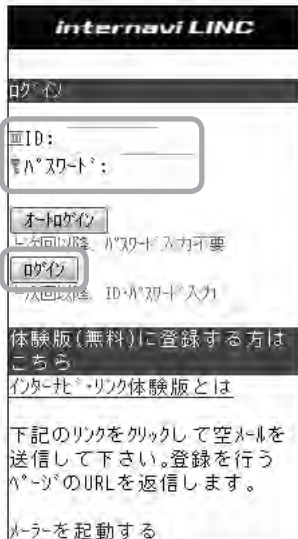 internavi LINC
ﾛｸﾞｲﾝ
ID:
ﾊﾟｽﾜｰﾄﾞ:
ｵｰﾄﾛｸﾞｲﾝ
└次回以降、ﾊﾟｽﾜｰﾄﾞ入力不要
ﾛｸﾞｲﾝ
└次回以降、ID･ﾊﾟｽﾜｰﾄﾞ入力
体験版(無料)に登録する方は
こちら
ｲﾝﾀｰﾅﾋﾞ･ﾘﾝｸ体験版とは
下記のﾘﾝｸをｸﾘｯｸして空ﾒｰﾙを
送信して下さい｡登録を行う
ﾍﾟｰｼﾞのURLを返信します。
ﾒｰﾗｰを起動する